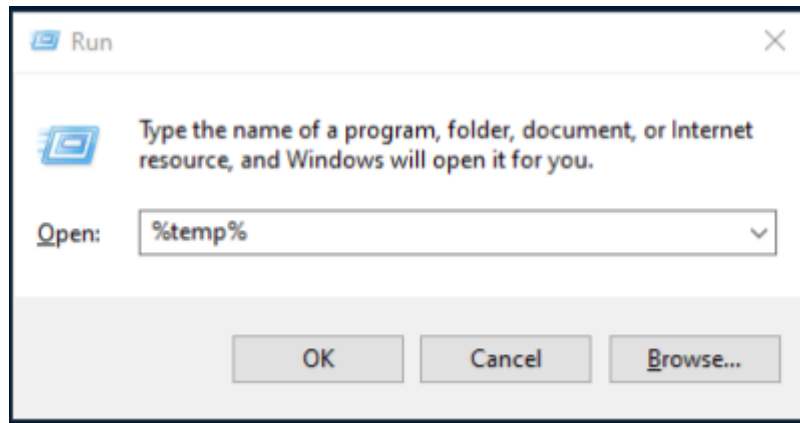 Run
Type the name of a program, folder, document, or Internet
resource, and Windows will open it for you.
Open: %temp%
OK Cancel Browse...